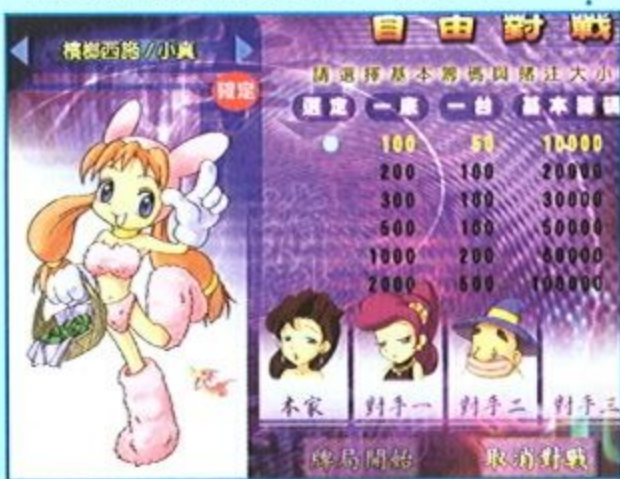 檳榔西施/小真
確定
自由對戰
請選擇基本籌碼與賭注大小
選定 一底 一台 基本籌碼
100 50 10000
200 100 20000
300 100 30000
500 100 50000
1000 200 60000
2000 500 100000
本家 對手一 對手二 對手三
牌局開始 取消對戰